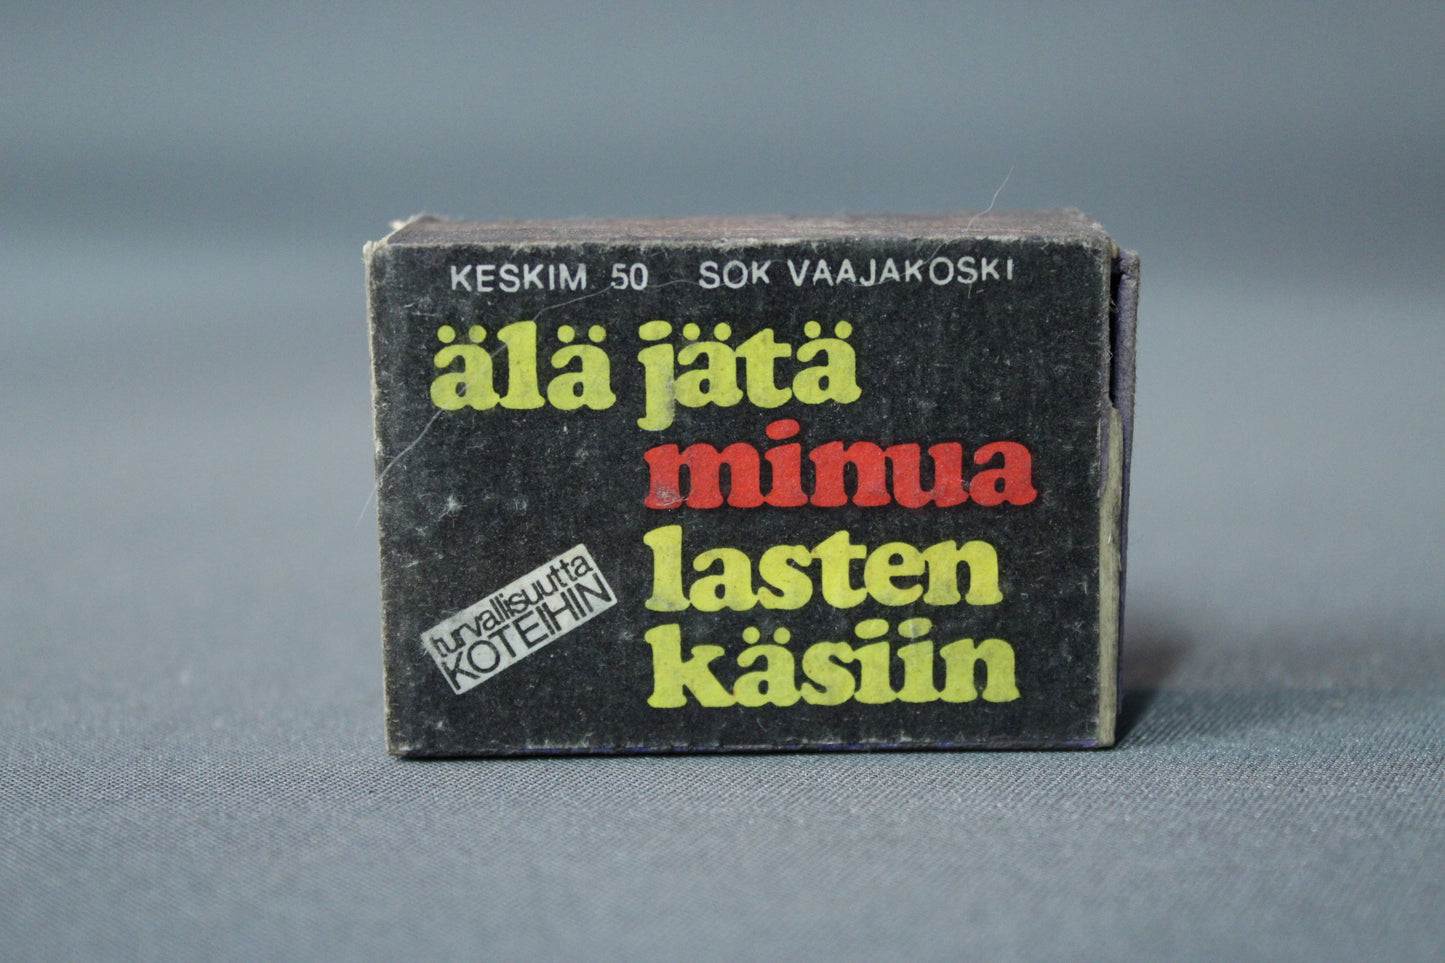 KESKIM. 50 SOK VAAJAKOSKI
älä jätä
minua
lasten
käsiin
turvallisuutta
KOTEIHIN